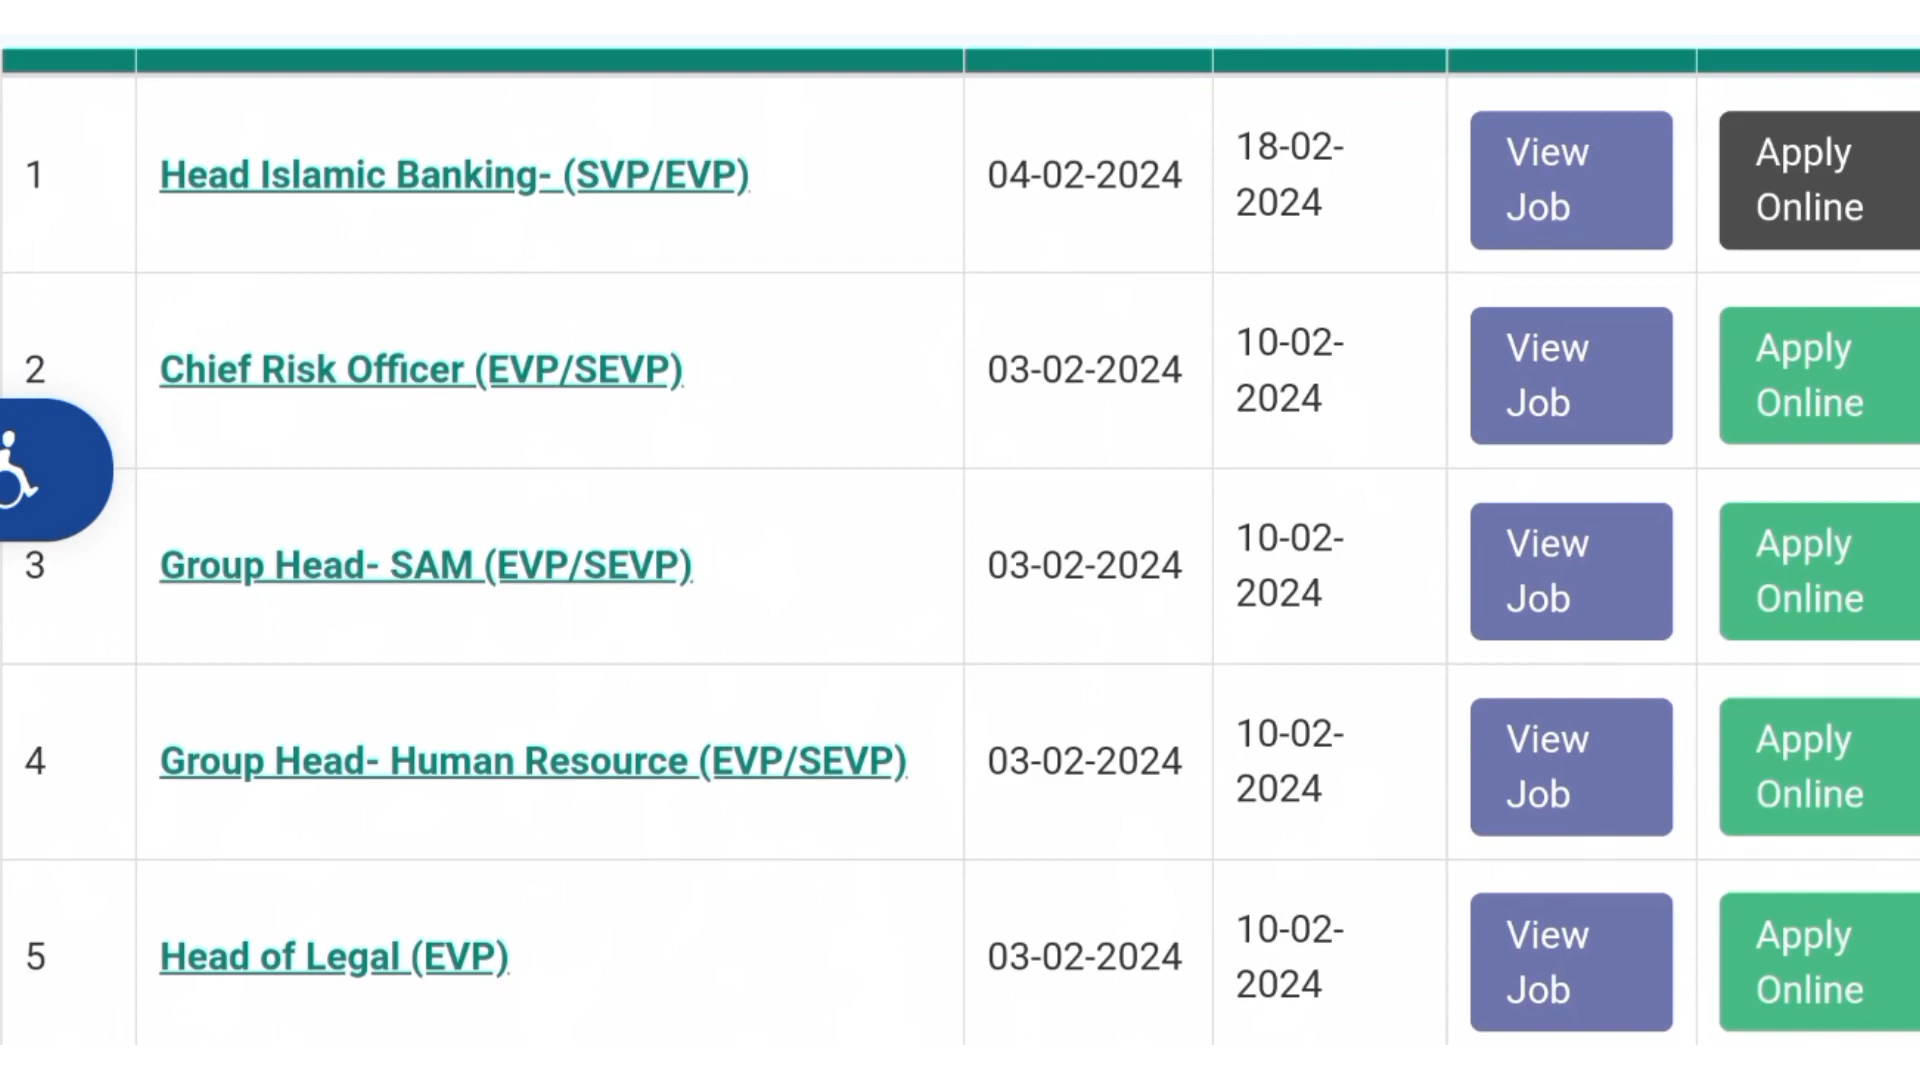 1 Head Islamic Banking- (SVP/EVP) 04-02-2024 18-02-
2024 View
Job Apply
Online
2 Chief Risk Officer (EVP/SEVP) 03-02-2024 10-02-
2024 View
Job Apply
Online
3 Group Head- SAM (EVP/SEVP) 03-02-2024 10-02-
2024 View
Job Apply
Online
4 Group Head- Human Resource (EVP/SEVP) 03-02-2024 10-02-
2024 View
Job Apply
Online
5 Head of Legal (EVP) 03-02-2024 10-02-
2024 View
Job Apply
Online